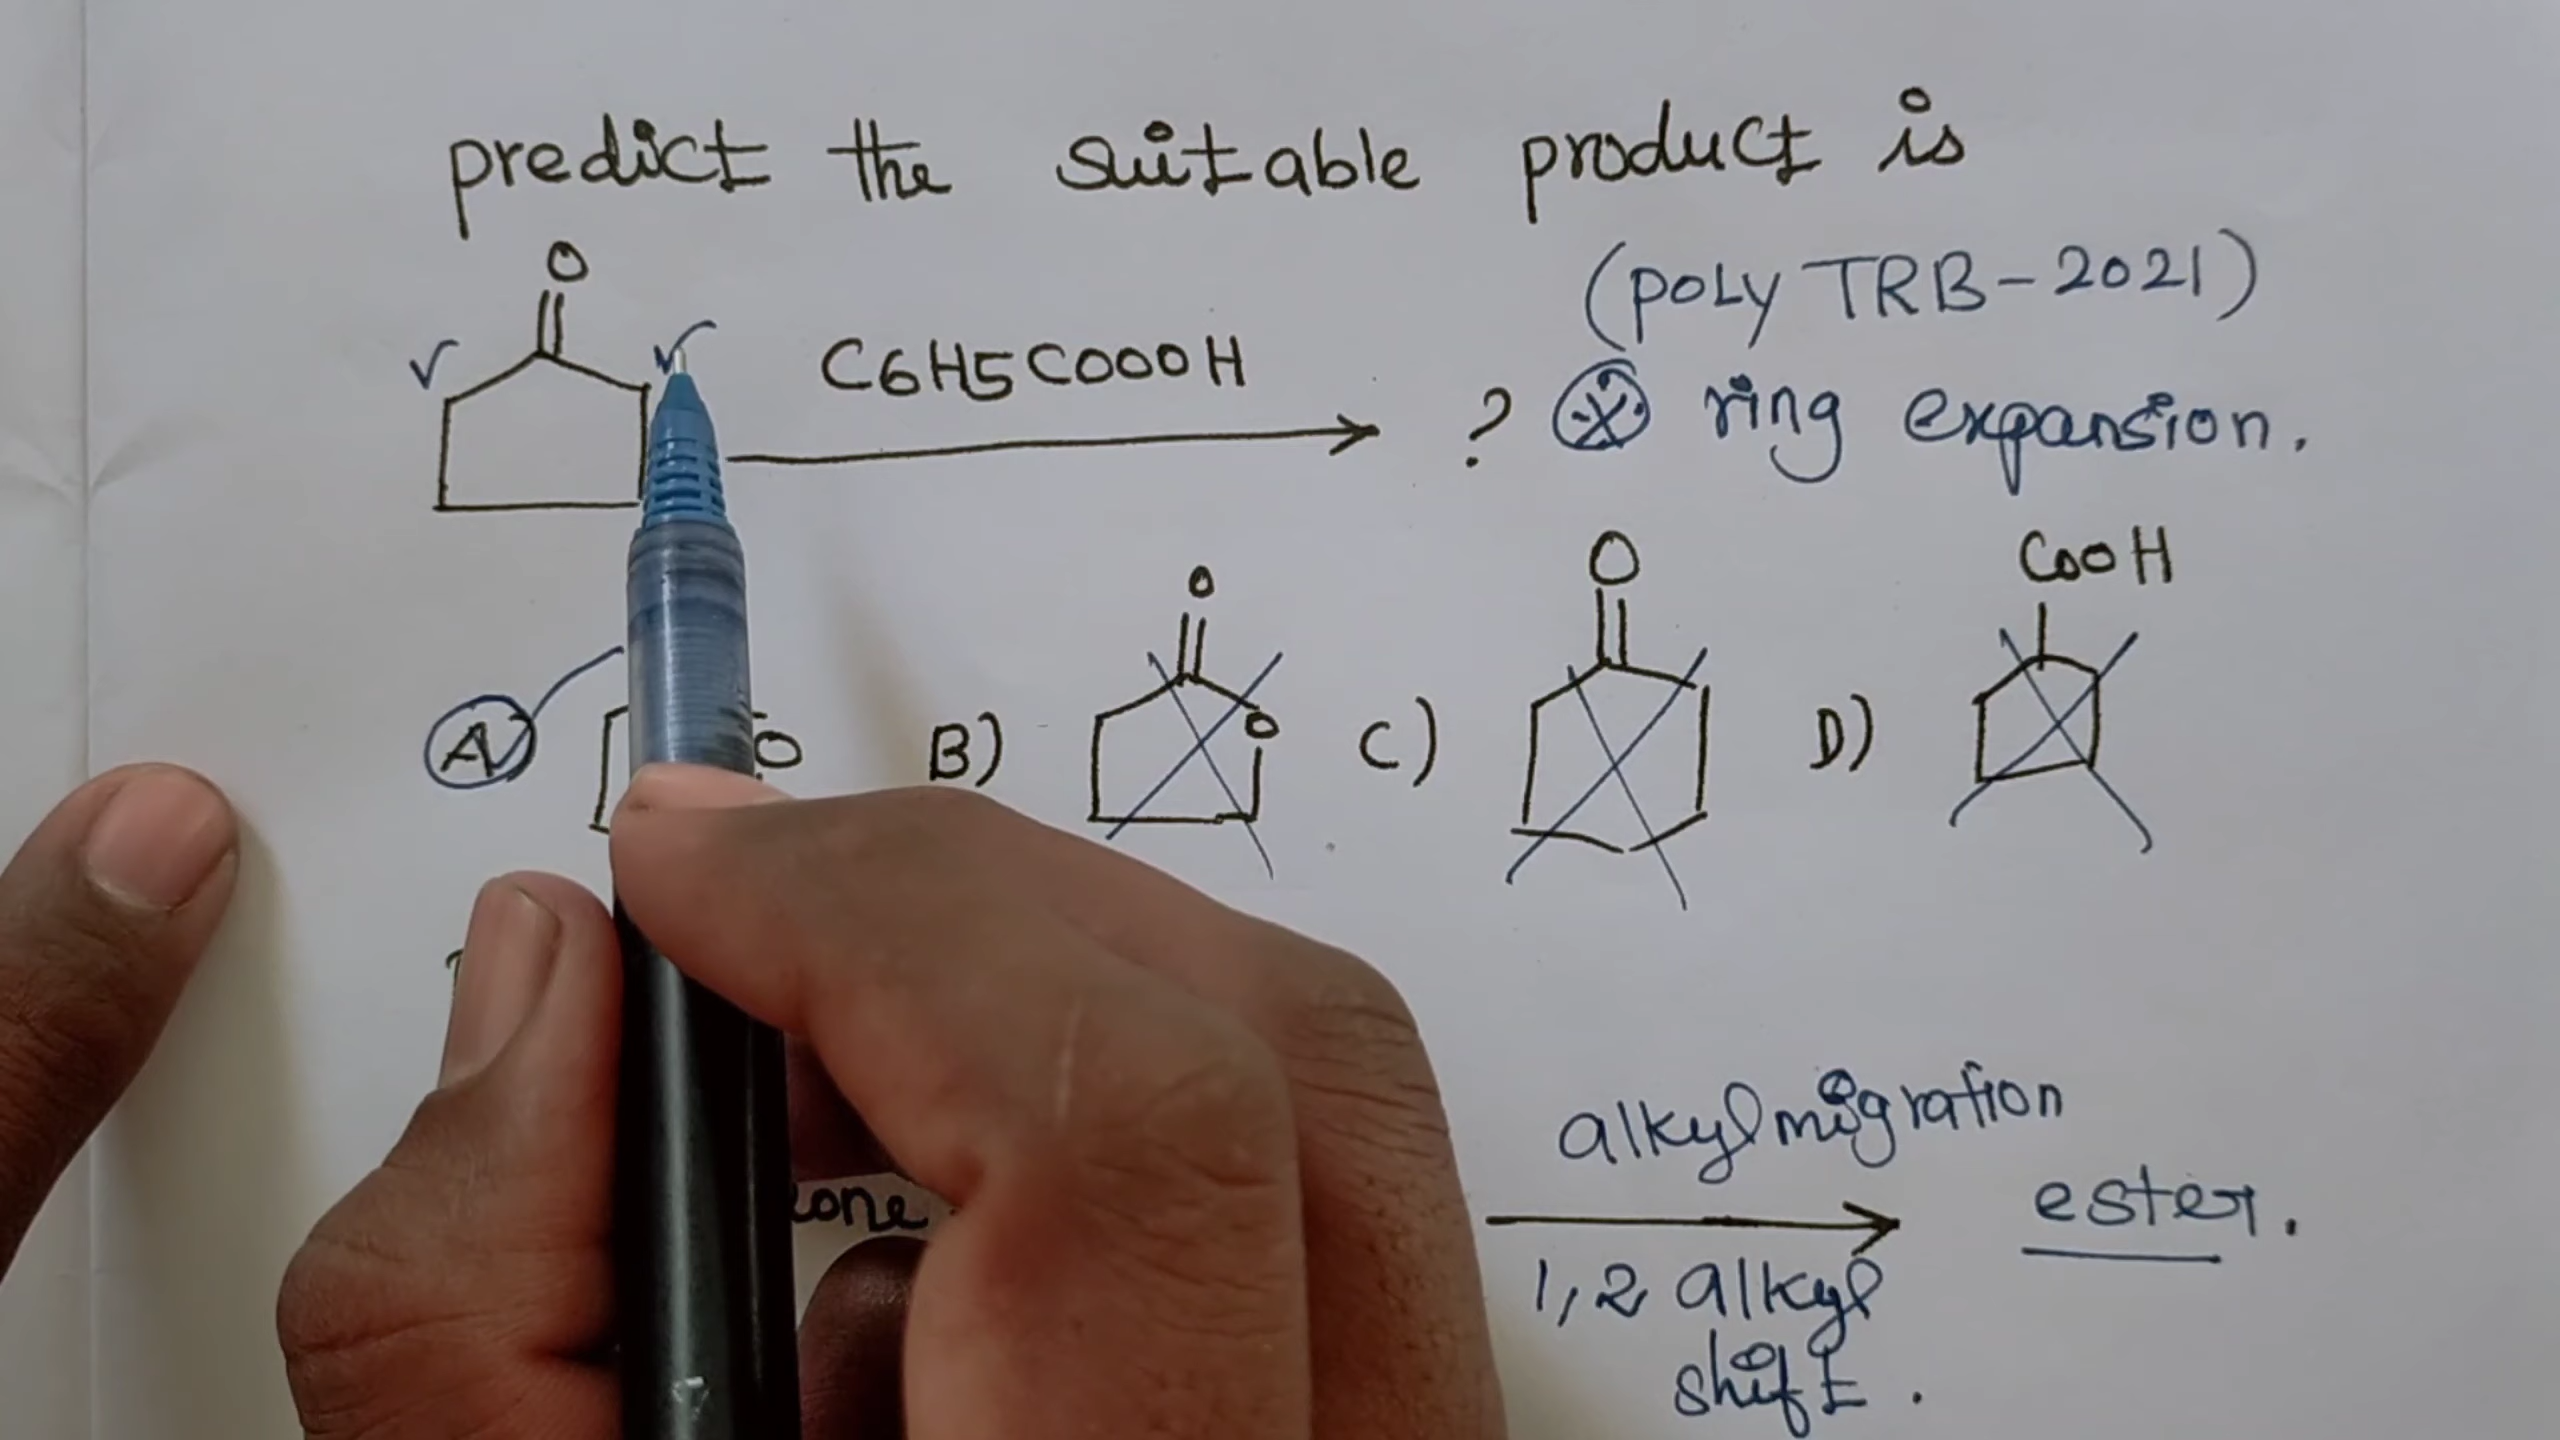 predict the suitable product is
(poly TRB-2021)
O
C6H5COOOH
? ring expansion.
A O
B) O O
C) O
D) COOH
alkyl migration
ester.
1,2 alkyl
shift.